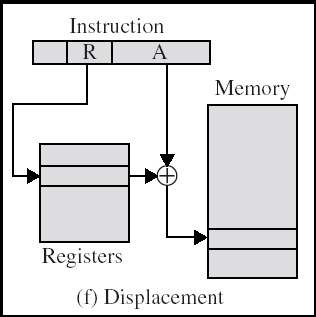 Instruction
R A
Memory
Registers
(f) Displacement